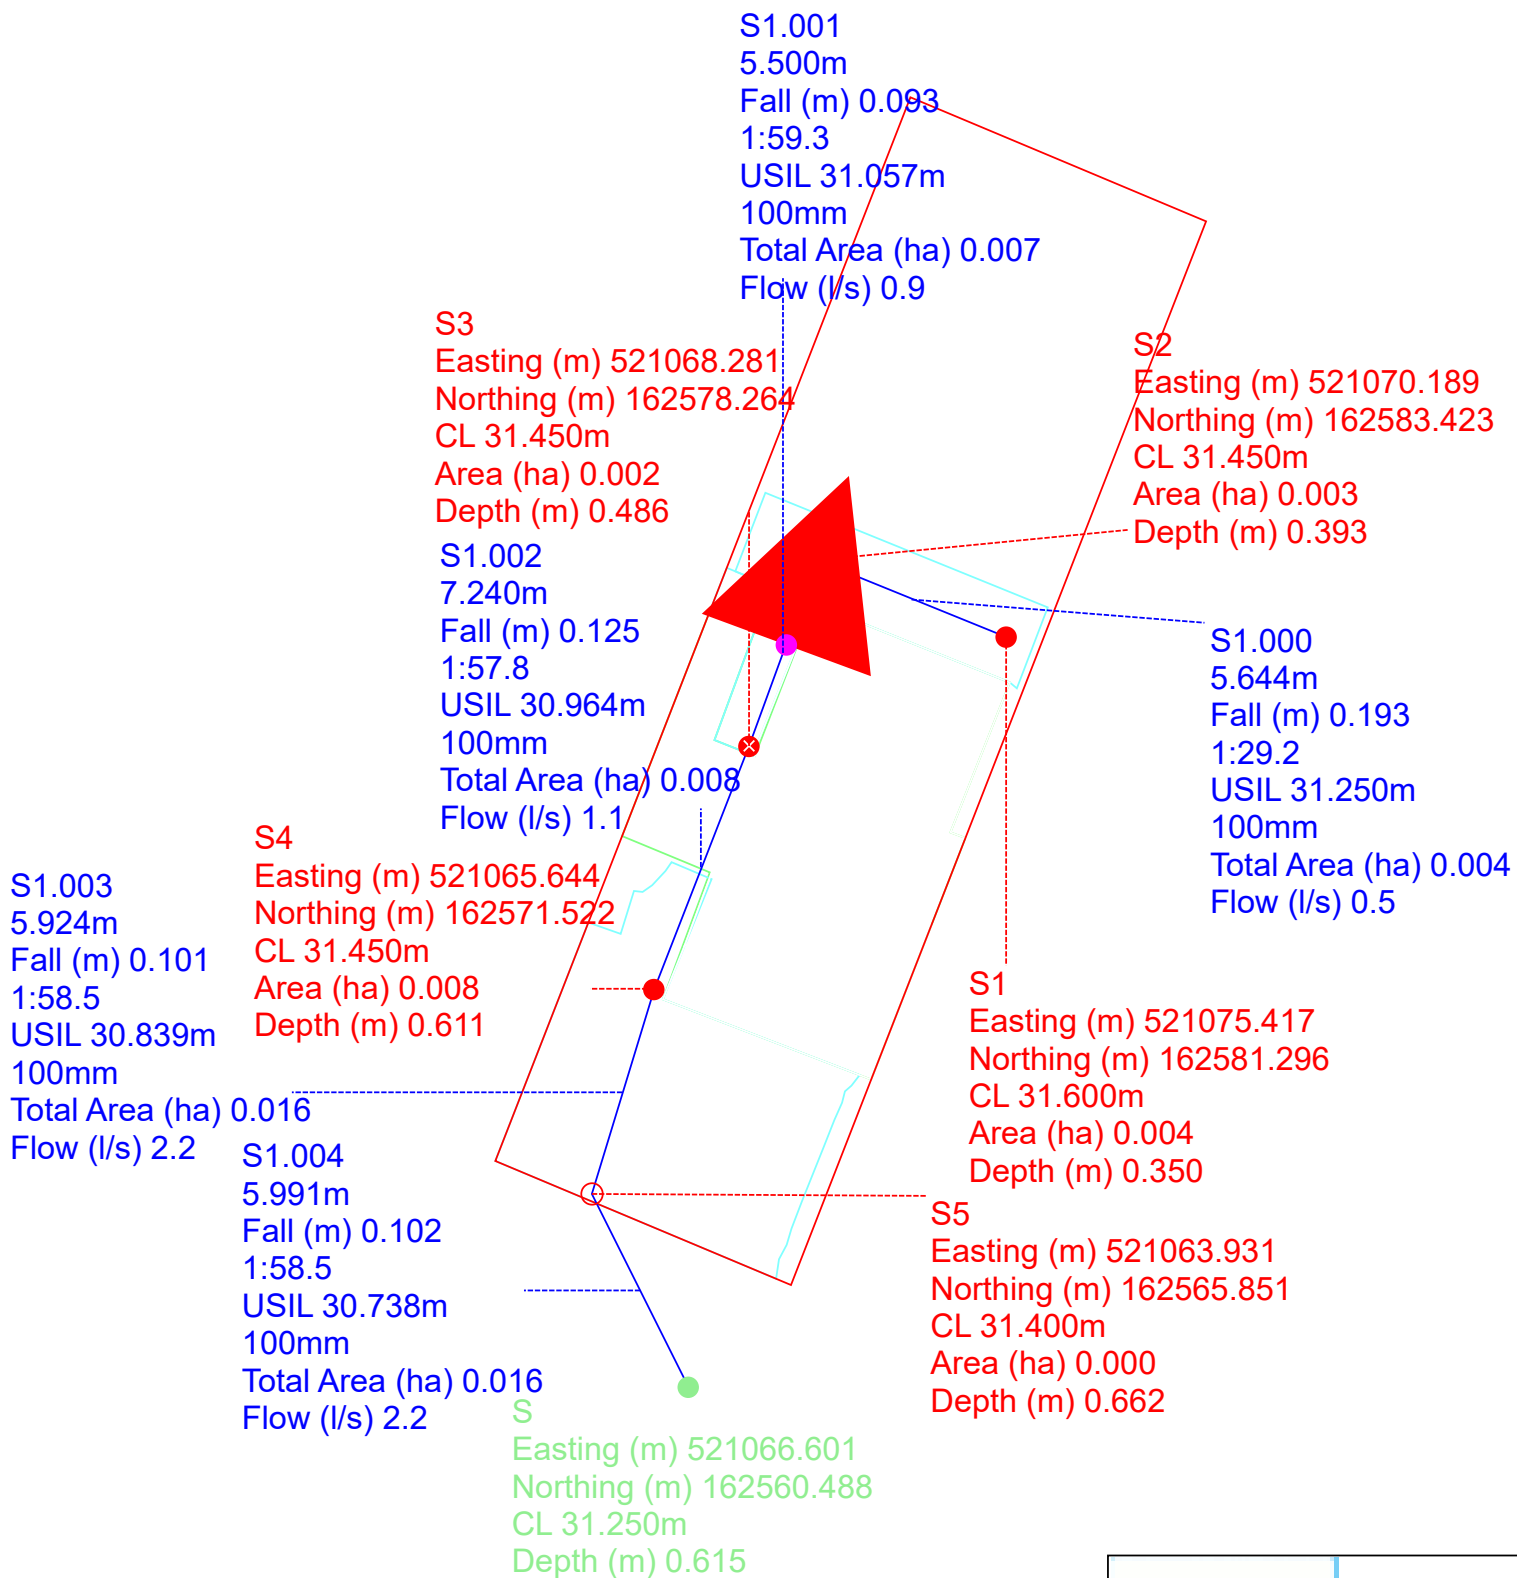 S1.001
5.500m
Fall (m) 0.093
1:59.3
USIL 31.057m
100mm
Total Area (ha) 0.007
Flow (l/s) 0.9
S3
Easting (m) 521068.281
Northing (m) 162578.264
CL 31.450m
Area (ha) 0.002
Depth (m) 0.486
S2
Easting (m) 521070.189
Northing (m) 162583.423
CL 31.450m
Area (ha) 0.003
Depth (m) 0.393
S1.002
7.240m
Fall (m) 0.125
1:57.8
USIL 30.964m
100mm
Total Area (ha) 0.008
Flow (l/s) 1.1
S1.000
5.644m
Fall (m) 0.193
1:29.2
USIL 31.250m
100mm
Total Area (ha) 0.004
Flow (l/s) 0.5
S4
Easting (m) 521065.644
Northing (m) 162571.522
CL 31.450m
Area (ha) 0.008
Depth (m) 0.611
S1.003
5.924m
Fall (m) 0.101
1:58.5
USIL 30.839m
100mm
Total Area (ha) 0.016
Flow (l/s) 2.2
S1
Easting (m) 521075.417
Northing (m) 162581.296
CL 31.600m
Area (ha) 0.004
Depth (m) 0.350
S1.004
5.991m
Fall (m) 0.102
1:58.5
USIL 30.738m
100mm
Total Area (ha) 0.016
Flow (l/s) 2.2
S5
Easting (m) 521063.931
Northing (m) 162565.851
CL 31.400m
Area (ha) 0.000
Depth (m) 0.662
S
Easting (m) 521066.601
Northing (m) 162560.488
CL 31.250m
Depth (m) 0.615